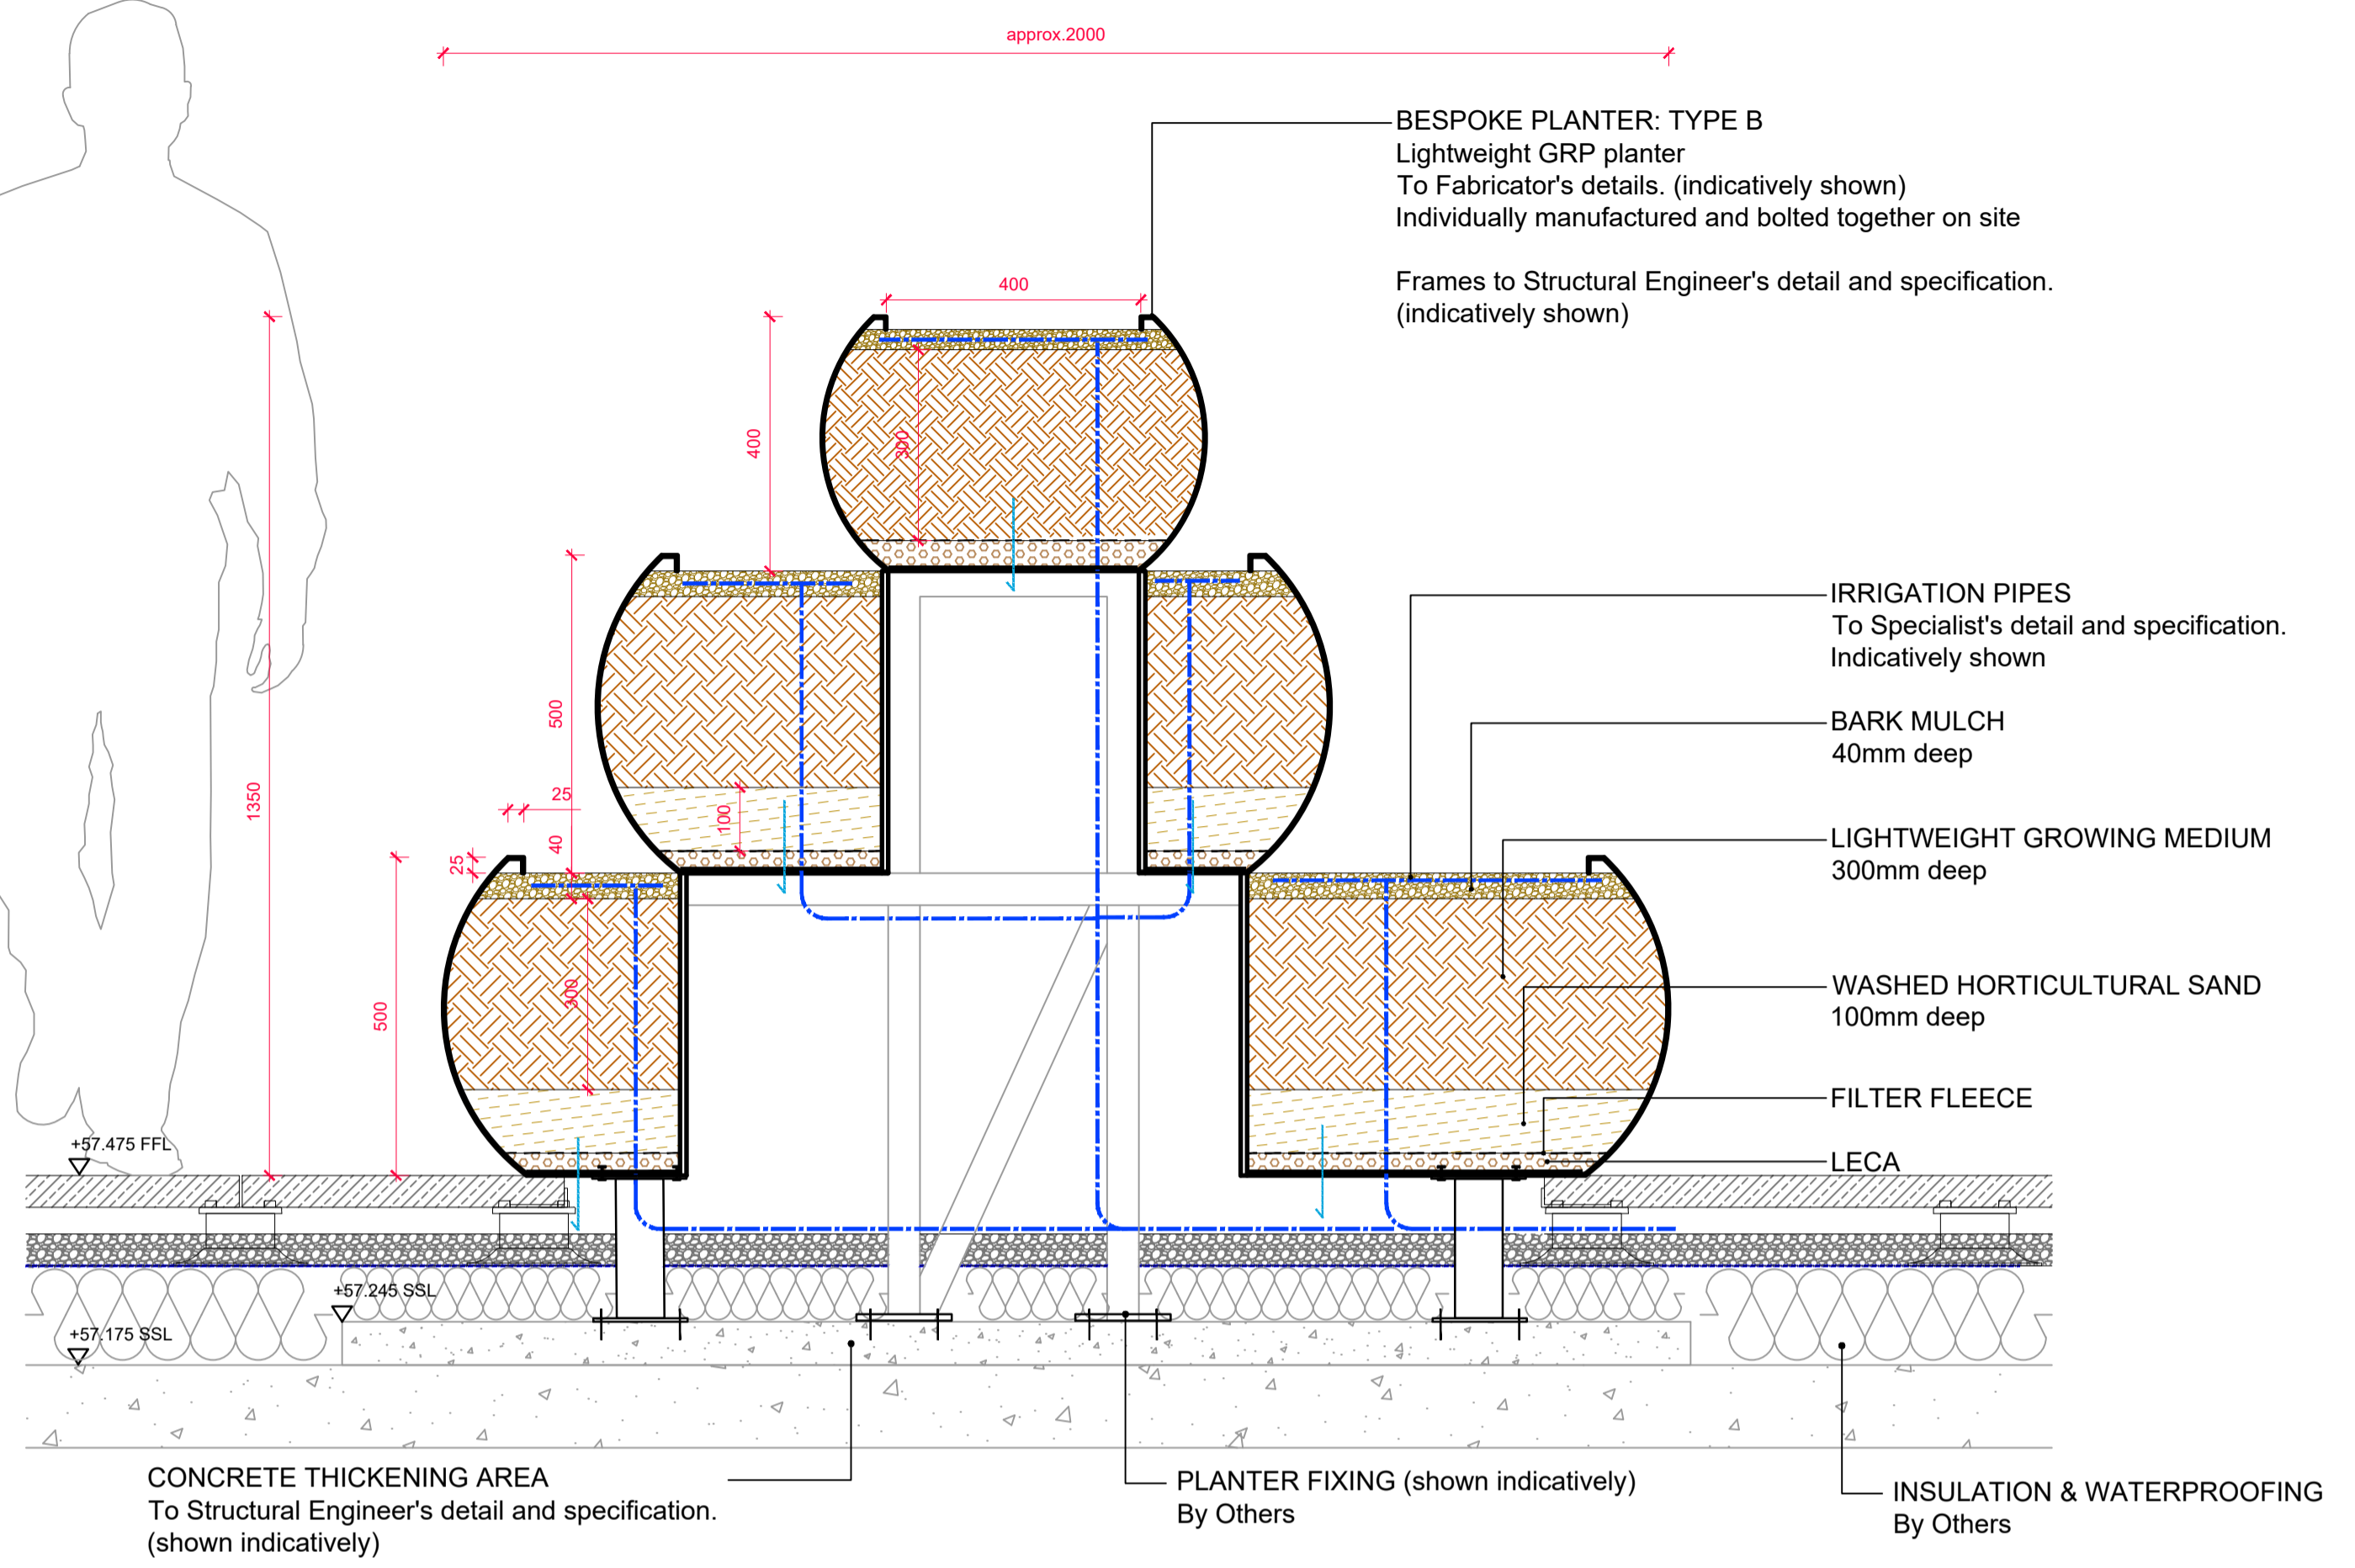 approx.2000
BESPOKE PLANTER: TYPE B
Lightweight GRP planter
To Fabricator's details. (indicatively shown)
Individually manufactured and bolted together on site
Frames to Structural Engineer's detail and specification.
(indicatively shown)
400
400
300
IRRIGATION PIPES
To Specialist's detail and specification.
Indicatively shown
500
BARK MULCH
40mm deep
1350
25
100
40
25
LIGHTWEIGHT GROWING MEDIUM
300mm deep
300
500
WASHED HORTICULTURAL SAND
100mm deep
FILTER FLEECE
+57.475 FFL
LECA
+57.245 SSL
+57.175 SSL
CONCRETE THICKENING AREA
To Structural Engineer's detail and specification.
(shown indicatively)
PLANTER FIXING (shown indicatively)
By Others
INSULATION & WATERPROOFING
By Others